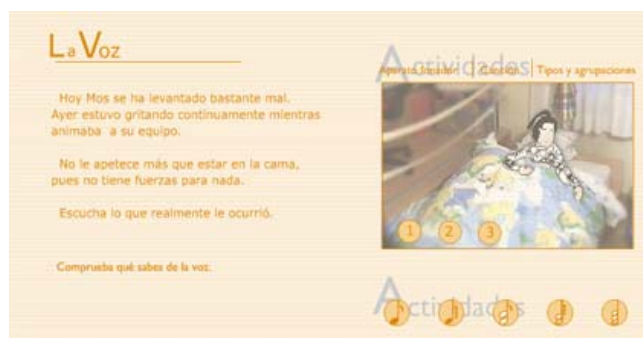 La Voz
Hoy Mos se ha levantado bastante mal.
Ayer estuvo gritando continuamente mientras
animaba a su equipo.
No le apetece más que estar en la cama,
pues no tiene fuerzas para nada.
Escucha lo que realmente le ocurrió.
Comprueba qué sabes de la voz.
Actividades
Aparato fonador | Canción | Tipos y agrupaciones
1 2 3
Actividades